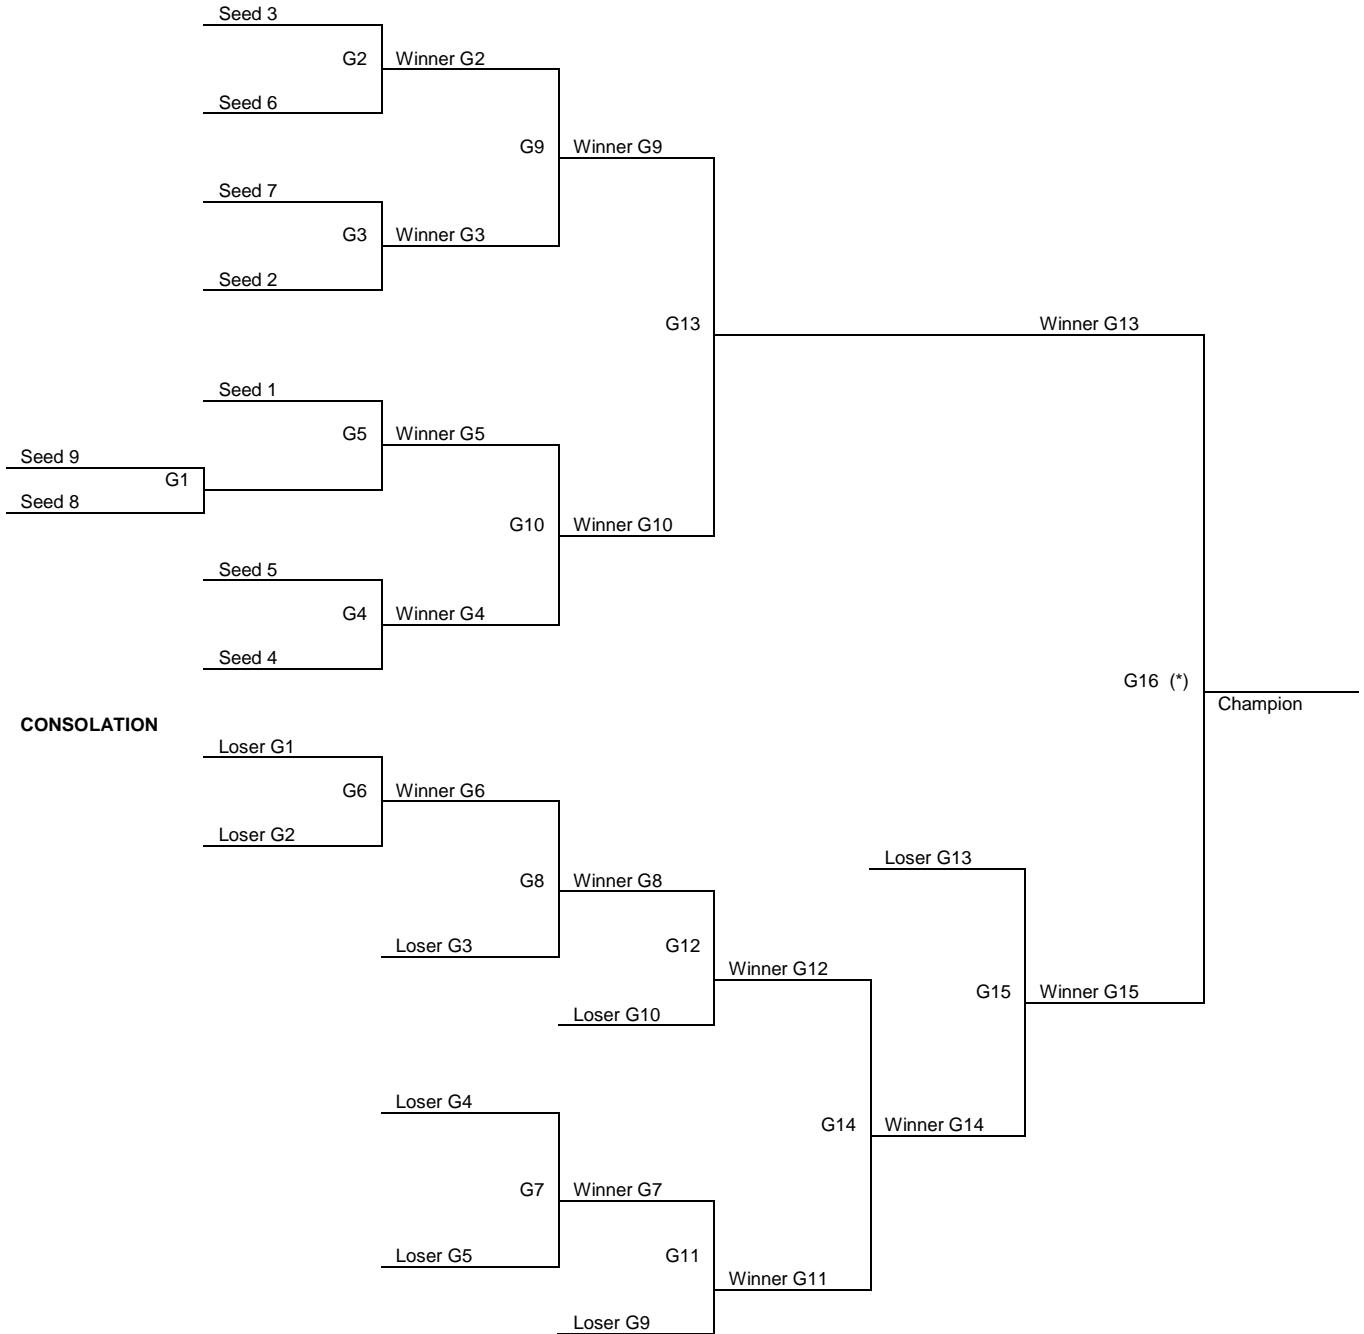 Seed 3
G2 Winner G2
Seed 6
G9 Winner G9
Seed 7
G3 Winner G3
Seed 2
G13 Winner G13
Seed 1
G5 Winner G5
Seed 9
G1
Seed 8
G10 Winner G10
Seed 5
G4 Winner G4
Seed 4
G16 (*)
Champion
CONSOLATION
Loser G1
G6 Winner G6
Loser G2
Loser G13
G8 Winner G8
Loser G3
G12
Winner G12
G15 Winner G15
Loser G10
Loser G4
G14 Winner G14
G7 Winner G7
Loser G5
G11
Winner G11
Loser G9